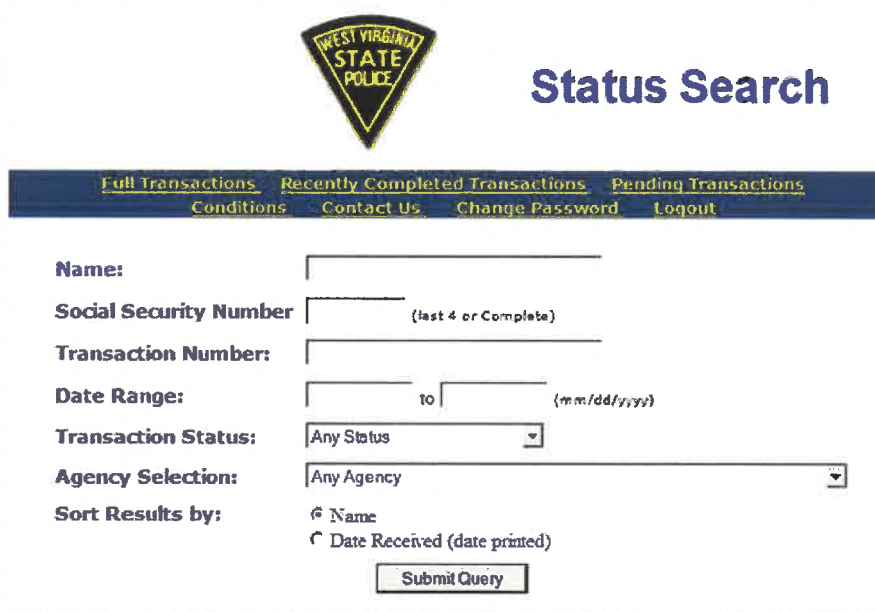 WEST VIRGINIA
STATE
POLICE
Status Search
Full Transactions Recently Completed Transactions Pending Transactions
Conditions Contact Us Change Password Logout
Name:
Social Security Number (last 4 or Complete)
Transaction Number:
Date Range: to (mm/dd/yyyy)
Transaction Status: Any Status
Agency Selection: Any Agency
Sort Results by: Name
Date Received (date printed)
Submit Query